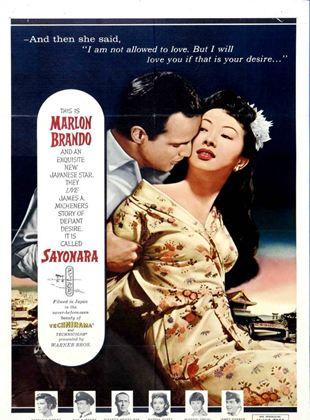 —And then she said,
"I am not allowed to love. But I will
love you if that is your desire..."
THIS IS
MARLON
BRANDO
AND AN
EXQUISITE
NEW
JAPANESE STAR.
THEY
LIVE
JAMES A.
MICHENER'S
STORY OF
DEFIANT
DESIRE.
IT IS
CALLED
SAYONARA
Filmed in Japan
in the
never-before-seen
beauty of
TECHNIRAMA®
and
TECHNICOLOR®
presented by
WARNER BROS.